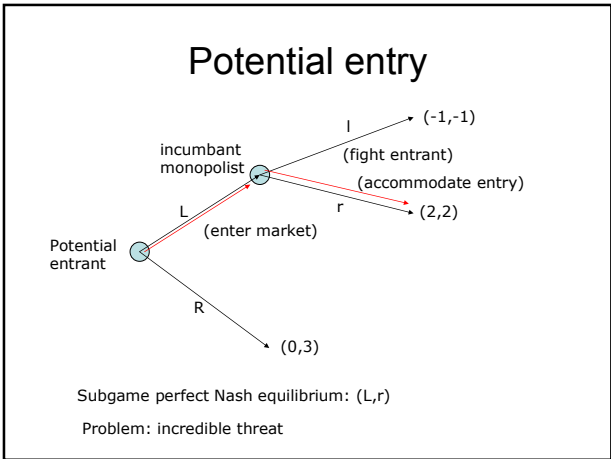 Potential entry
l
(-1,-1)
incumbant
monopolist
(fight entrant)
(accommodate entry)
L
r
(2,2)
(enter market)
Potential
entrant
R
(0,3)
Subgame perfect Nash equilibrium: (L,r)
Problem: incredible threat